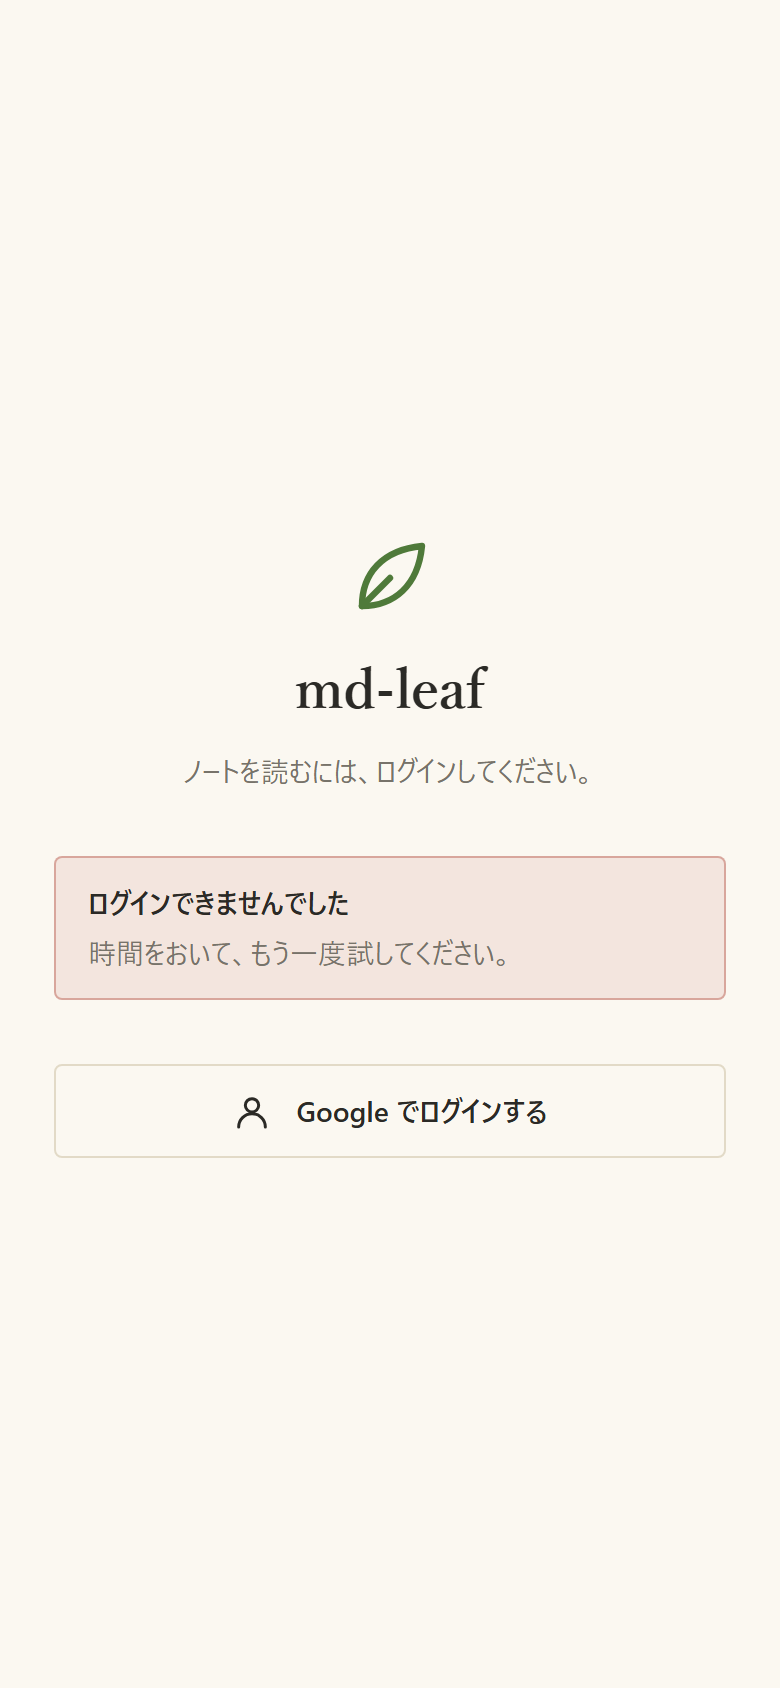 md-leaf
ノートを読むには、ログインしてください。
ログインできませんでした
時間をおいて、もう一度試してください。
Google でログインする